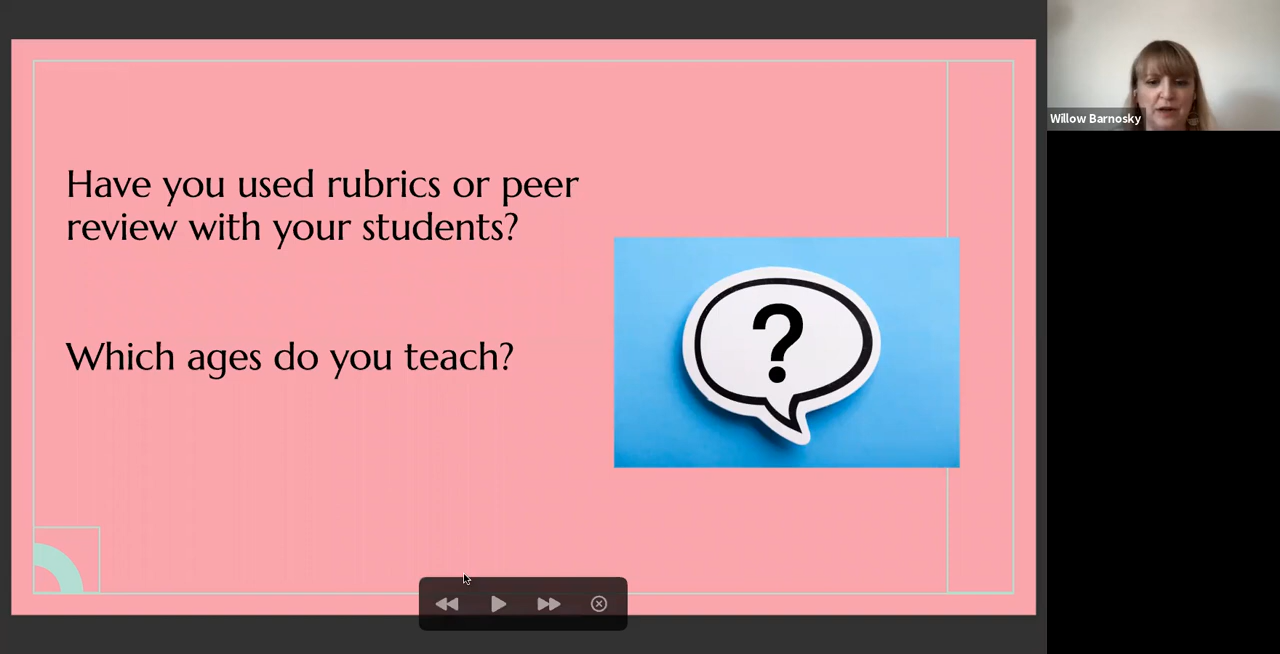 Have you used rubrics or peer
review with your students?
Which ages do you teach?
?
Willow Barnosky